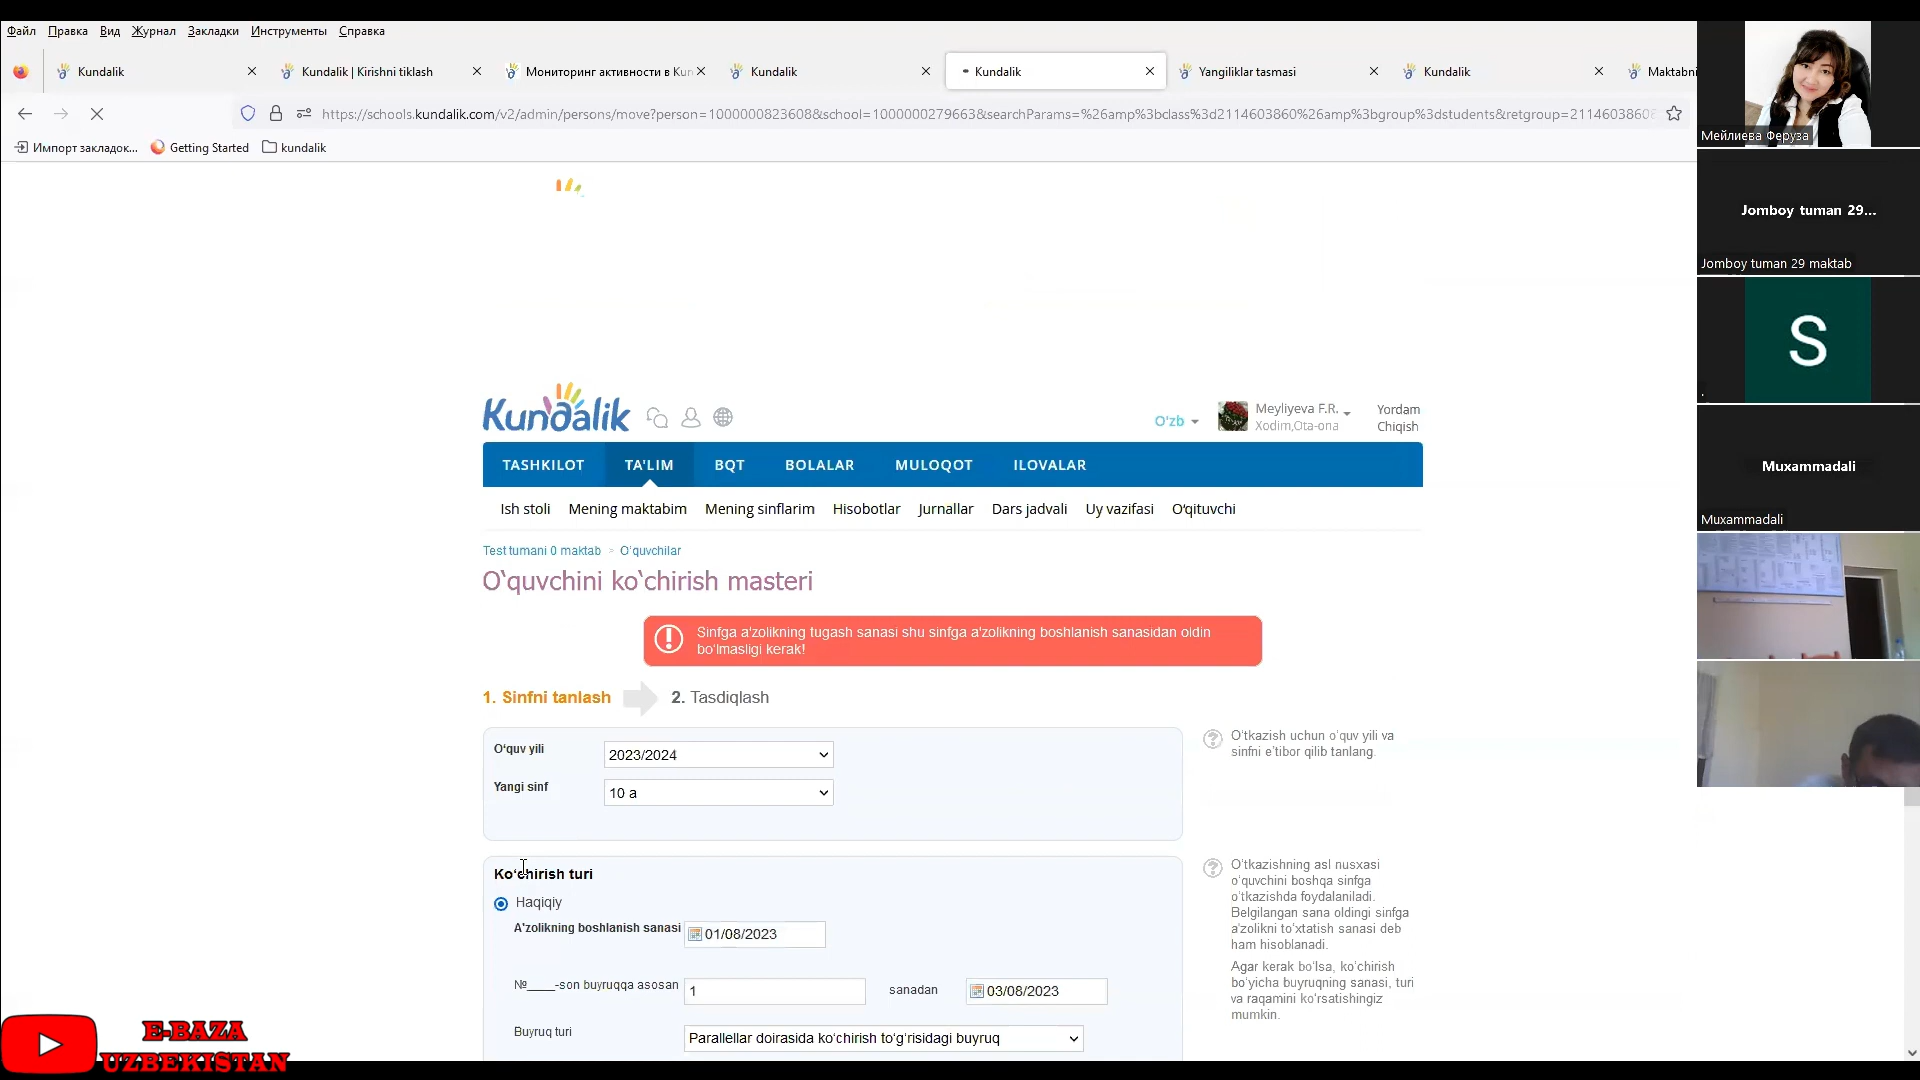 Файл Правка Вид Журнал Закладки Инструменты Справка
Kundalik
Kundalik | Kirishni tiklash
Мониторинг активности в Kun
Kundalik
Kundalik
Yangiliklar tasmasi
Kundalik
Maktabni
https://schools.kundalik.com/v2/admin/persons/move?person=1000000823608&school=1000000279663&searchParams=%26amp%3bclass%3d2114603860%26amp%3bgroup%3dstudents&retgroup=2114603860
Импорт закладок...
Getting Started
kundalik
Kundalik
O'zb
Meyliyeva F.R.
Xodim,Ota-ona
Yordam
Chiqish
TASHKILOT TA'LIM BQT BOLALAR MULOQOT ILOVALAR
Ish stoli Mening maktabim Mening sinflarim Hisobotlar Jurnallar Dars jadvali Uy vazifasi O'qituvchi
Test tumani 0 maktab > O'quvchilar
O'quvchini ko'chirish masteri
Sinfga a'zolikning tugash sanasi shu sinfga a'zolikning boshlanish sanasidan oldin
bo'lmasligi kerak!
1. Sinfni tanlash 2. Tasdiqlash
O'quv yili 2023/2024
Yangi sinf 10 a
O'tkazish uchun o'quv yili va
sinfni e'tibor qilib tanlang.
Ko'chirish turi
Haqiqiy
A'zolikning boshlanish sanasi 01/08/2023
№____-son buyruqqa asosan 1 sanadan 03/08/2023
Buyruq turi Parallellar doirasida ko'chirish to'g'risidagi buyruq
O'tkazishning asl nusxasi
o'quvchini boshqa sinfga
o'tkazishda foydalaniladi.
Belgilangan sana oldingi sinfga
a'zolikni to'xtatish sanasi deb
ham hisoblanadi.
Agar kerak bo'lsa, ko'chirish
bo'yicha buyruqning sanasi, turi
va raqamini ko'rsatishingiz
mumkin.
Мейлиева Феруза
Jomboy tuman 29...
Jomboy tuman 29 maktab
S
.
Muxammadali
Muxammadali
E-BAZA
UZBEKISTAN